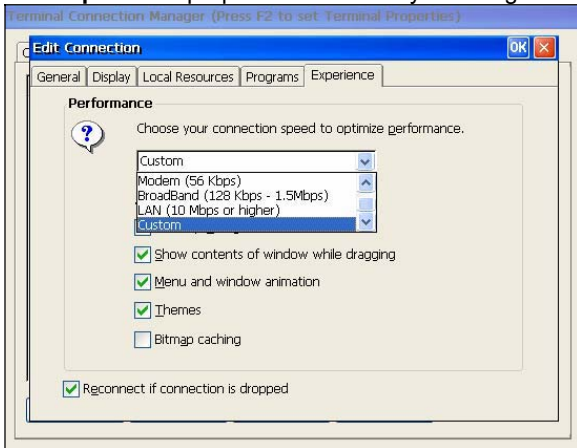 Terminal Connection Manager (Press F2 to set Terminal Properties)
Edit Connection OK
General Display Local Resources Programs Experience
Performance
Choose your connection speed to optimize performance.
Custom
Modem (56 Kbps)
BroadBand (128 Kbps - 1.5Mbps)
LAN (10 Mbps or higher)
Custom
Show contents of window while dragging
Menu and window animation
Themes
Bitmap caching
Reconnect if connection is dropped